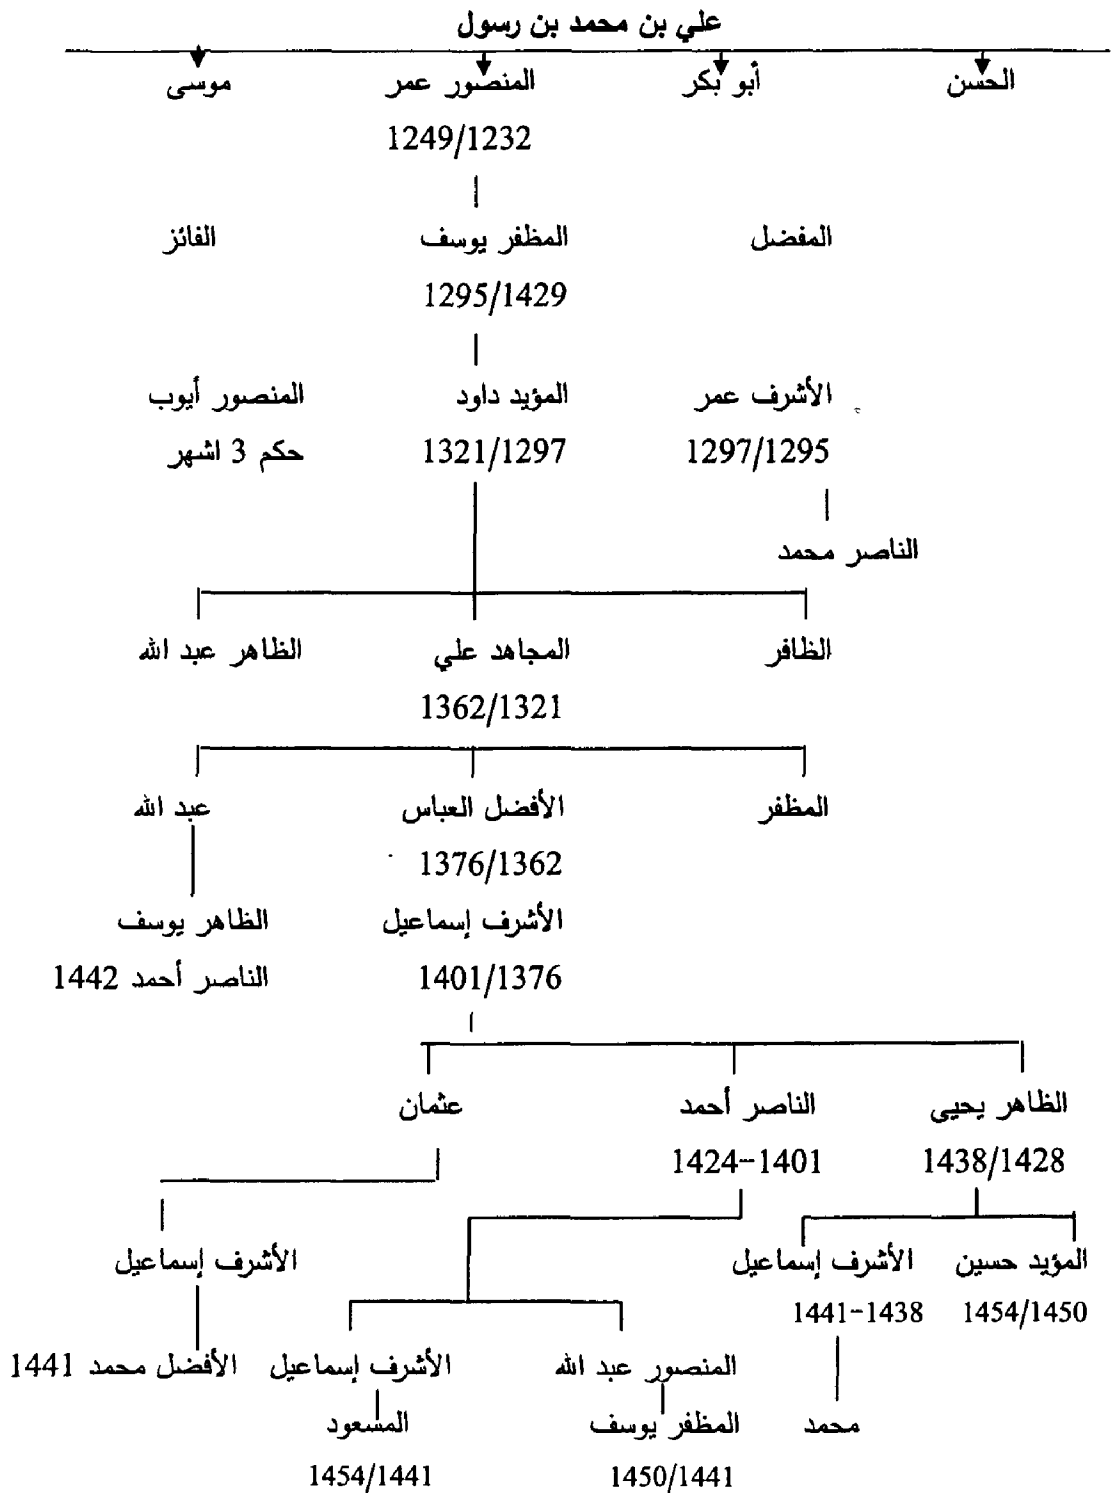 علي بن محمد بن رسول
الحسن أبو بكر المنصور عمر موسى
1249/1232
المفضل المظفر يوسف الفائز
1295/1429
الأشرف عمر المؤيد داود المنصور أيوب
1297/1295 1321/1297 حكم 3 اشهر
الناصر محمد
الظافر المجاهد علي الظاهر عبد الله
1362/1321
المظفر الأفضل العباس عبد الله
1376/1362
الأشرف إسماعيل الظاهر يوسف
1401/1376 الناصر أحمد 1442
الظاهر يحيى الناصر أحمد عثمان
1438/1428 1424-1401
المؤيد حسين الأشرف إسماعيل الأشرف إسماعيل
1454/1450 1441-1438
المنصور عبد الله الأشرف إسماعيل الأفضل محمد 1441
محمد المظفر يوسف المسعود
1450/1441 1454/1441